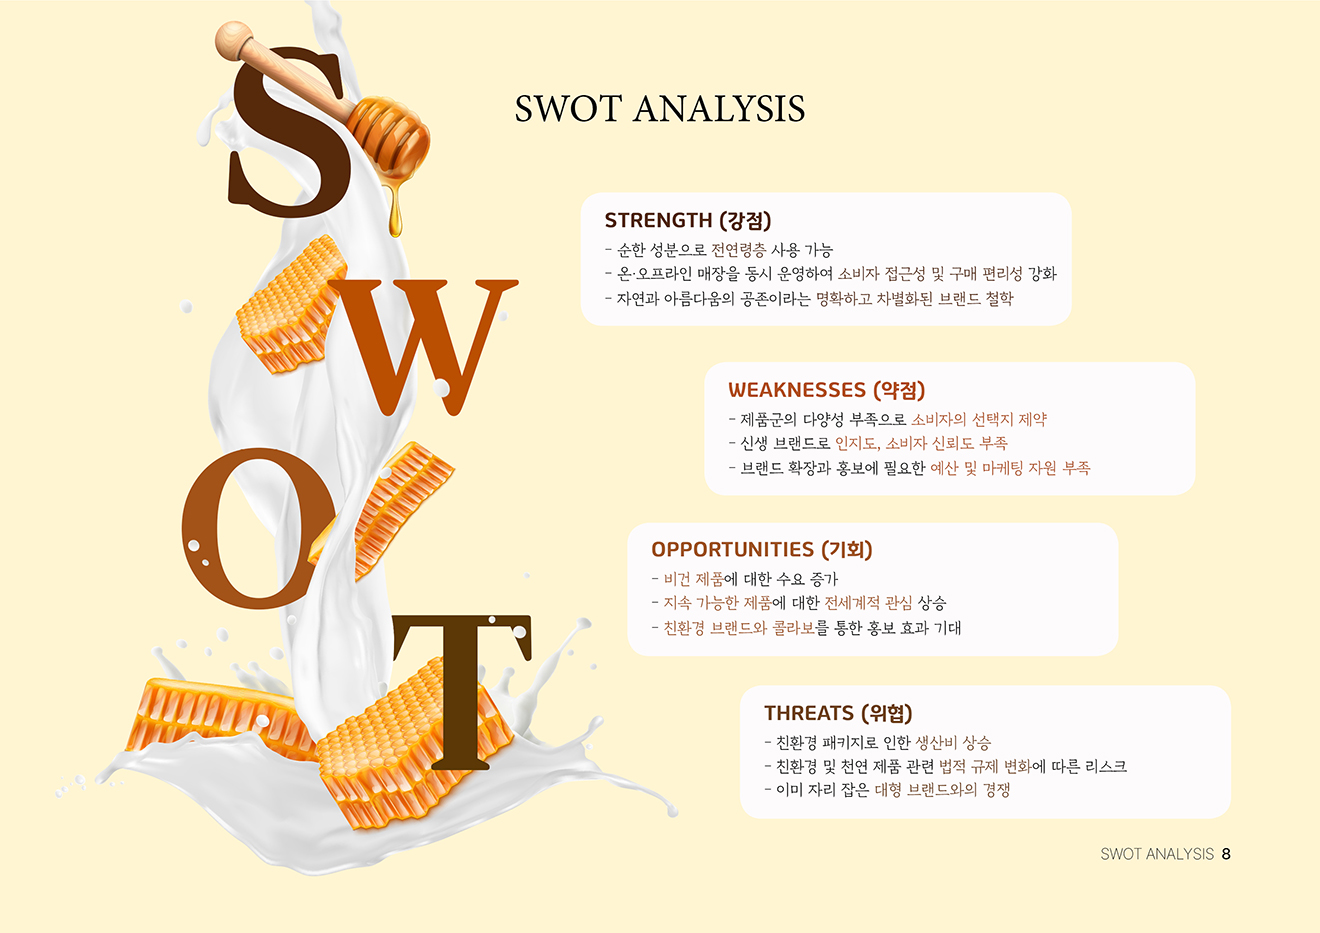 S
W
O
T
SWOT ANALYSIS
STRENGTH (강점)
- 순한 성분으로 전연령층 사용 가능
- 온·오프라인 매장을 동시 운영하여 소비자 접근성 및 구매 편리성 강화
- 자연과 아름다움의 공존이라는 명확하고 차별화된 브랜드 철학
WEAKNESSES (약점)
- 제품군의 다양성 부족으로 소비자의 선택지 제약
- 신생 브랜드로 인지도, 소비자 신뢰도 부족
- 브랜드 확장과 홍보에 필요한 예산 및 마케팅 자원 부족
OPPORTUNITIES (기회)
- 비건 제품에 대한 수요 증가
- 지속 가능한 제품에 대한 전세계적 관심 상승
- 친환경 브랜드와 콜라보를 통한 홍보 효과 기대
THREATS (위협)
- 친환경 패키지로 인한 생산비 상승
- 친환경 및 천연 제품 관련 법적 규제 변화에 따른 리스크
- 이미 자리 잡은 대형 브랜드와의 경쟁
SWOT ANALYSIS 8